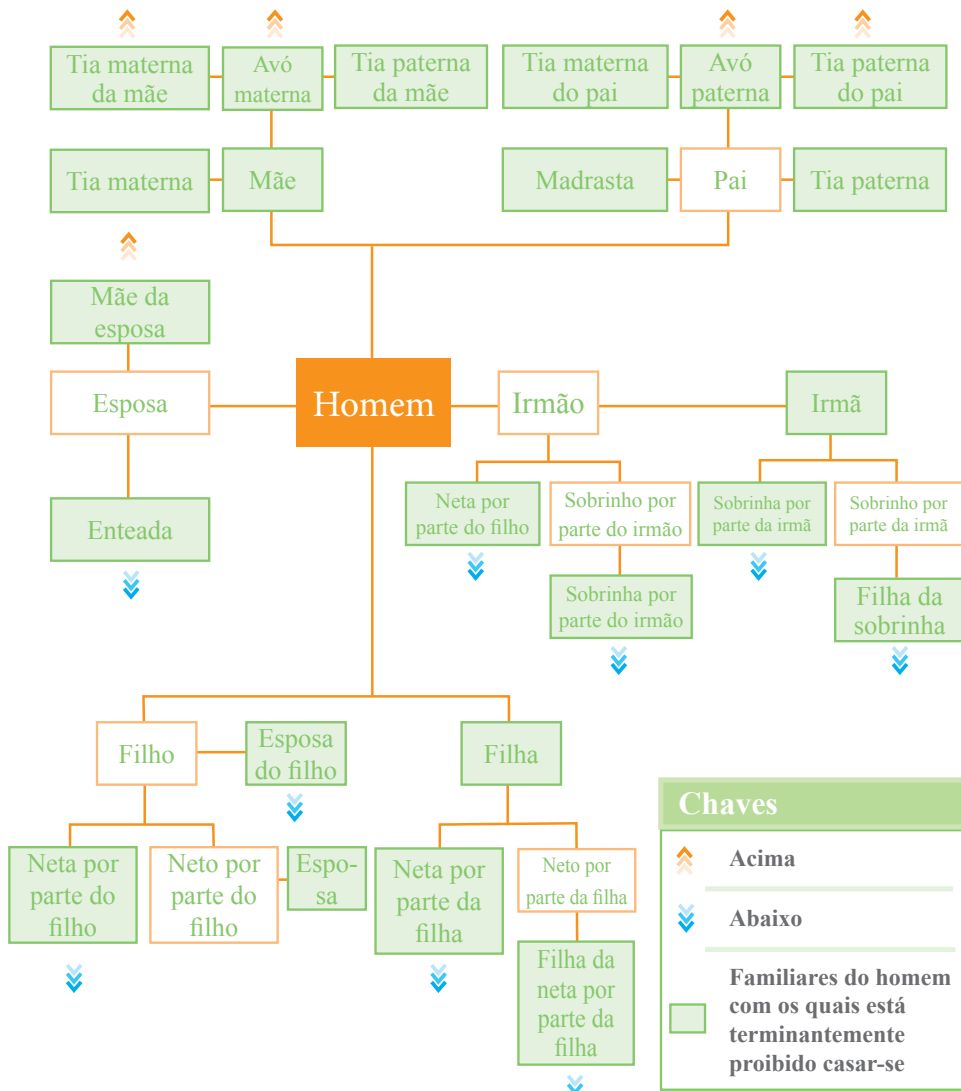 Tia materna
da mãe
Avó
materna
Tia paterna
da mãe
Tia materna
do pai
Avó
paterna
Tia paterna
do pai
Tia materna
Mãe
Madrasta
Pai
Tia paterna
Mãe da
esposa
Esposa
Homem
Irmão
Irmã
Enteada
Neta por
parte do filho
Sobrinho por
parte do irmão
Sobrinha por
parte da irmã
Sobrinho por
parte da irmã
Sobrinha por
parte do irmão
Filha da
sobrinha
Filho
Esposa
do filho
Filha
Neta por
parte do
filho
Neto por
parte do
filho
Espo-
sa
Neta por
parte da
filha
Neto por
parte da filha
Filha da
neta por
parte da
filha
Chaves
Acima
Abaixo
Familiares do homem
com os quais está
terminantemente
proibido casar-se